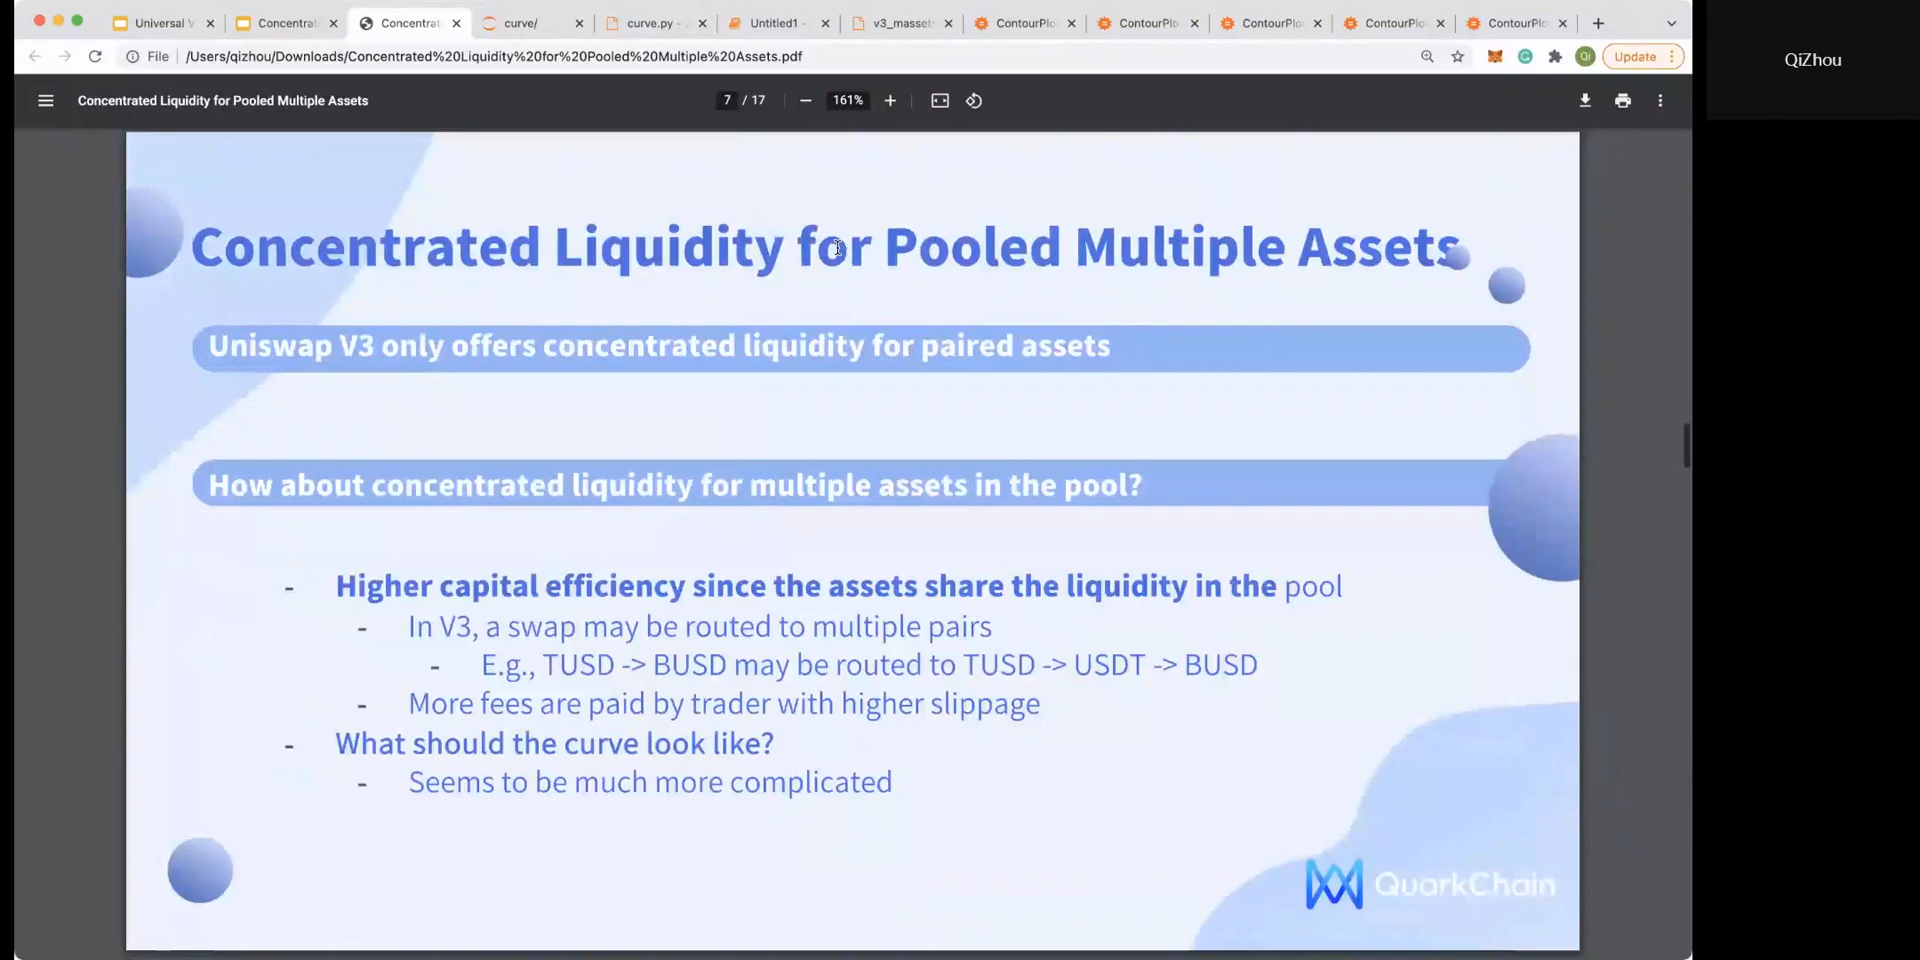 Universal V
Concentrat
Concentrat
curve/
curve.py - 
Untitled1 -
v3_masset
ContourPlo
ContourPlo
ContourPlo
ContourPlo
ContourPlo
File
/Users/qizhou/Downloads/Concentrated%20Liquidity%20for%20Pooled%20Multiple%20Assets.pdf
Qi
Update
QiZhou
Concentrated Liquidity for Pooled Multiple Assets
7 / 17
161%
Concentrated Liquidity for Pooled Multiple Assets
Uniswap V3 only offers concentrated liquidity for paired assets
How about concentrated liquidity for multiple assets in the pool?
- Higher capital efficiency since the assets share the liquidity in the pool
- In V3, a swap may be routed to multiple pairs
- E.g., TUSD -> BUSD may be routed to TUSD -> USDT -> BUSD
- More fees are paid by trader with higher slippage
- What should the curve look like?
- Seems to be much more complicated
QuarkChain